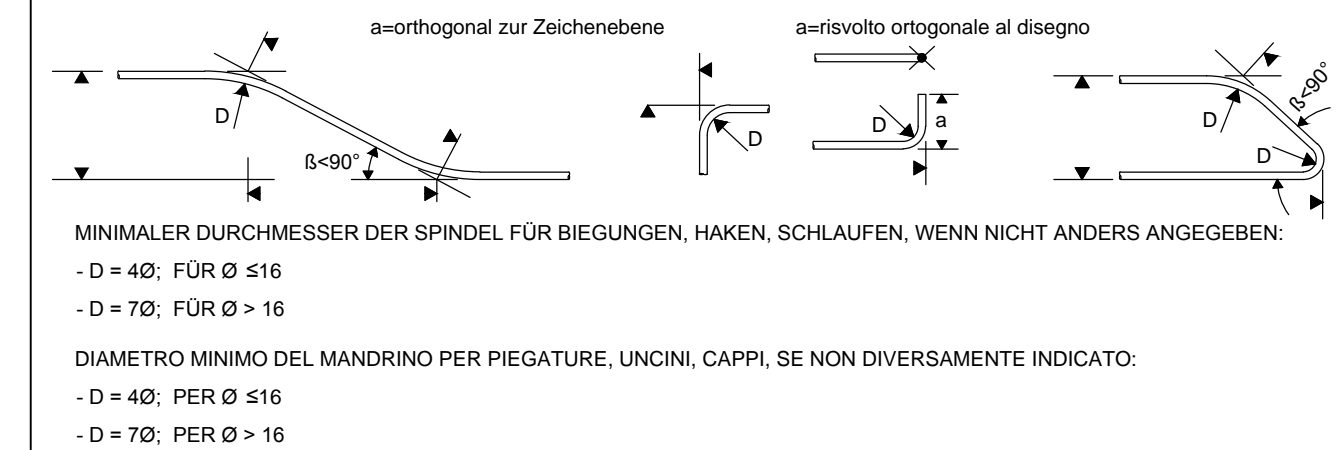 a=orthogonal zur Zeichenebene
a=risvolto ortogonale al disegno
D
ß<90°
D
D
a
D
ß<90°
D
MINIMALER DURCHMESSER DER SPINDEL FÜR BIEGUNGEN, HAKEN, SCHLAUFEN, WENN NICHT ANDERS ANGEGEBEN:
- D = 4Ø; FÜR Ø ≤16
- D = 7Ø; FÜR Ø > 16
DIAMETRO MINIMO DEL MANDRINO PER PIEGATURE, UNCINI, CAPPI, SE NON DIVERSAMENTE INDICATO:
- D = 4Ø; PER Ø ≤16
- D = 7Ø; PER Ø > 16